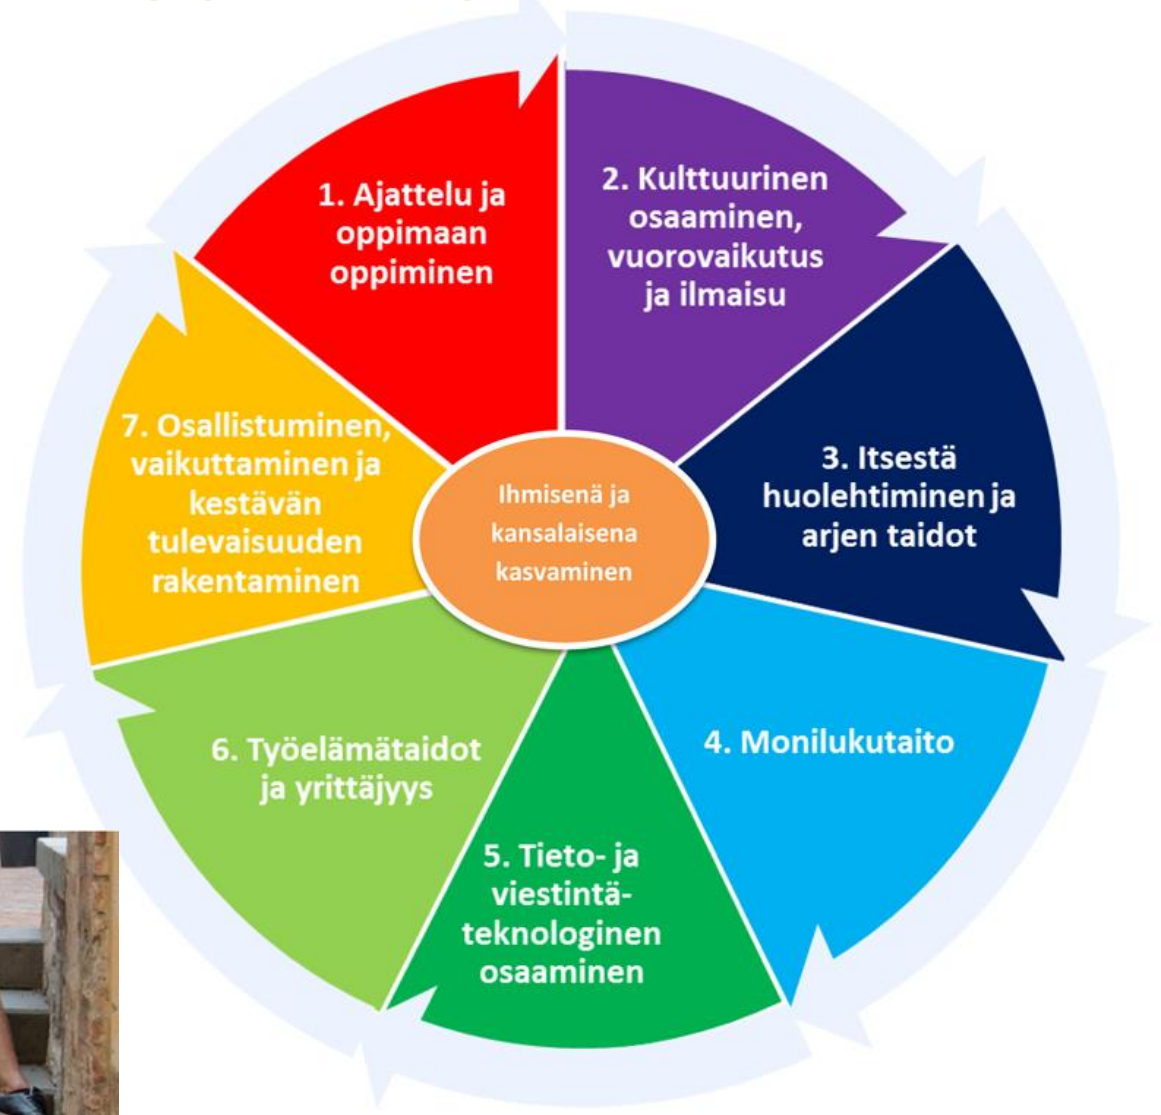 1. Ajattelu ja
oppimaan
oppiminen
2. Kulttuurinen
osaaminen,
vuorovaikutus
ja ilmaisu
3. Itsestä
huolehtiminen ja
arjen taidot
4. Monilukutaito
5. Tieto- ja
viestintä-
teknologinen
osaaminen
6. Työelämätaidot
ja yrittäjyys
7. Osallistuminen,
vaikuttaminen ja
kestävän
tulevaisuuden
rakentaminen
Ihmisenä ja
kansalaisena
kasvaminen